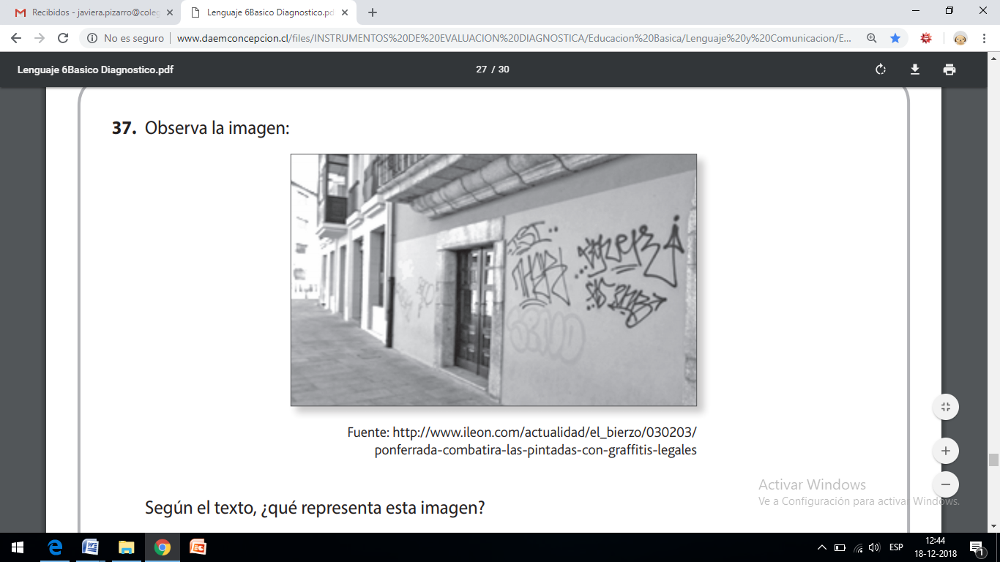 Recibidos - javiera.pizarro@coleg
Lenguaje 6Basico Diagnostico.pd
No es seguro
www.daemconcepcion.cl/files/INSTRUMENTOS%20DE%20EVALUACION%20DIAGNOSTICA/Educacion%20Basica/Lenguaje%20y%20Comunicacion/E...
Lenguaje 6Basico Diagnostico.pdf
27 / 30
37. Observa la imagen:
Fuente: http://www.ileon.com/actualidad/el_bierzo/030203/
ponferrada-combatira-las-pintadas-con-graffitis-legales
Activar Windows
Ve a Configuración para activar Windows.
Según el texto, ¿qué representa esta imagen?
ESP
12:44
18-12-2018
1